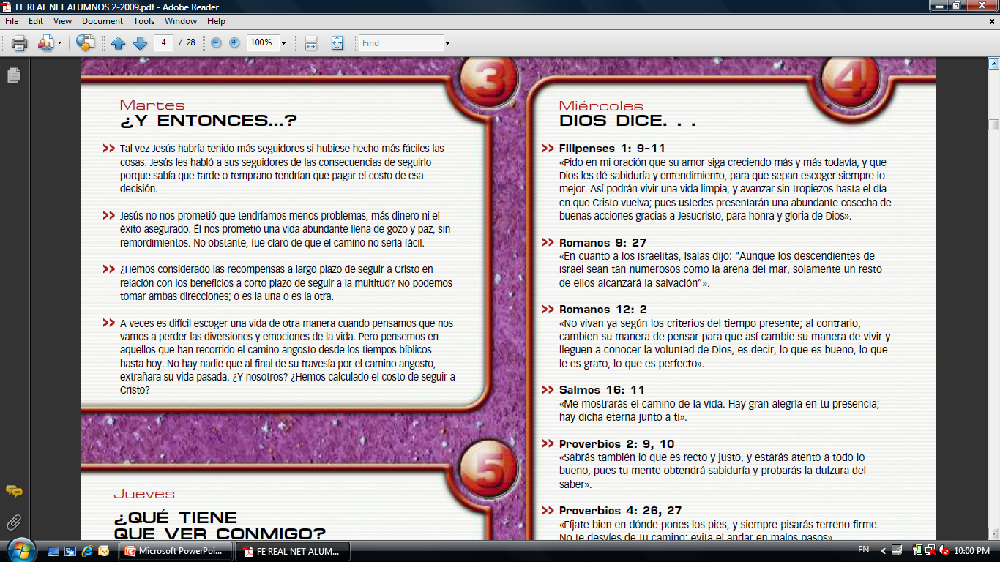 FE REAL NET ALUMNOS 2-2009.pdf - Adobe Reader
File Edit View Document Tools Window Help
4 / 28 100% Find
3
Martes
¿Y ENTONCES...?
>> Tal vez Jesús habría tenido más seguidores si hubiese hecho más fáciles las
cosas. Jesús les habló a sus seguidores de las consecuencias de seguirlo
porque sabía que tarde o temprano tendrían que pagar el costo de esa
decisión.
>> Jesús no nos prometió que tendríamos menos problemas, más dinero ni el
éxito asegurado. Él nos prometió una vida abundante llena de gozo y paz, sin
remordimientos. No obstante, fue claro de que el camino no sería fácil.
>> ¿Hemos considerado las recompensas a largo plazo de seguir a Cristo en
relación con los beneficios a corto plazo de seguir a la multitud? No podemos
tomar ambas direcciones; o es la una o es la otra.
>> A veces es difícil escoger una vida de otra manera cuando pensamos que nos
vamos a perder las diversiones y emociones de la vida. Pero pensemos en
aquellos que han recorrido el camino angosto desde los tiempos bíblicos
hasta hoy. No hay nadie que al final de su travesía por el camino angosto,
extrañara su vida pasada. ¿Y nosotros? ¿Hemos calculado el costo de seguir a
Cristo?
4
Miércoles
DIOS DICE. . .
>> Filipenses 1: 9-11
«Pido en mi oración que su amor siga creciendo más y más todavía, y que
Dios les dé sabiduría y entendimiento, para que sepan escoger siempre lo
mejor. Así podrán vivir una vida limpia, y avanzar sin tropiezos hasta el día
en que Cristo vuelva; pues ustedes presentarán una abundante cosecha de
buenas acciones gracias a Jesucristo, para honra y gloria de Dios».
>> Romanos 9: 27
«En cuanto a los israelitas, Isaías dijo: "Aunque los descendientes de
Israel sean tan numerosos como la arena del mar, solamente un resto
de ellos alcanzará la salvación”».
>> Romanos 12: 2
«No vivan ya según los criterios del tiempo presente; al contrario,
cambien su manera de pensar para que así cambie su manera de vivir y
lleguen a conocer la voluntad de Dios, es decir, lo que es bueno, lo que
le es grato, lo que es perfecto».
>> Salmos 16: 11
«Me mostrarás el camino de la vida. Hay gran alegría en tu presencia;
hay dicha eterna junto a ti».
>> Proverbios 2: 9, 10
«Sabrás también lo que es recto y justo, y estarás atento a todo lo
bueno, pues tu mente obtendrá sabiduría y probarás la dulzura del
saber».
>> Proverbios 4: 26, 27
«Fíjate bien en dónde pones los pies, y siempre pisarás terreno firme.
No te desvíes de tu camino; evita el andar en malos pasos»
5
Jueves
¿QUÉ TIENE
QUE VER CONMIGO?
Microsoft PowerPoi... FE REAL NET ALUM... EN 10:00 PM